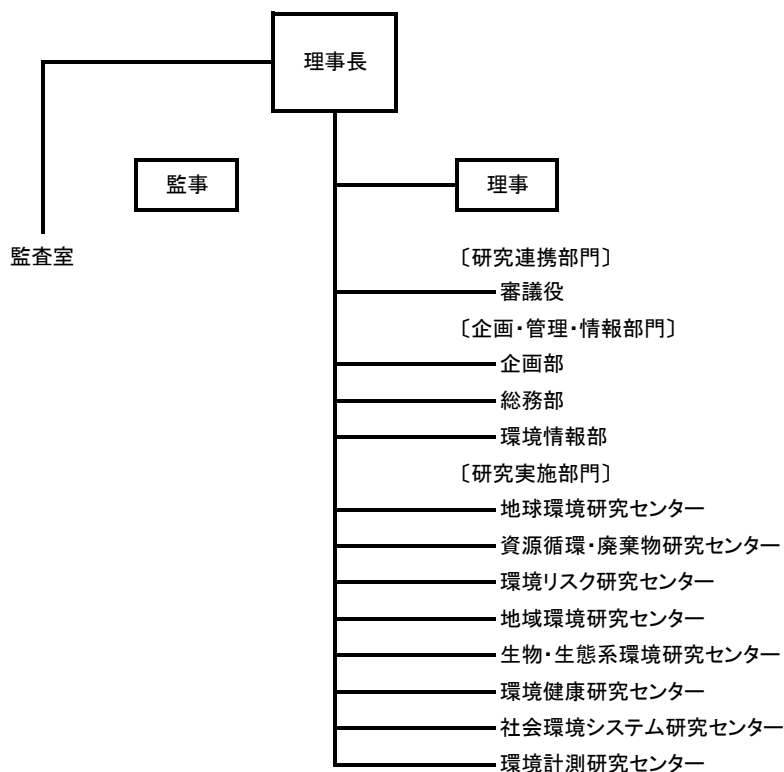 理事長
監事
理事
監査室
〔研究連携部門〕
審議役
〔企画・管理・情報部門〕
企画部
総務部
環境情報部
〔研究実施部門〕
地球環境研究センター
資源循環・廃棄物研究センター
環境リスク研究センター
地域環境研究センター
生物・生態系環境研究センター
環境健康研究センター
社会環境システム研究センター
環境計測研究センター